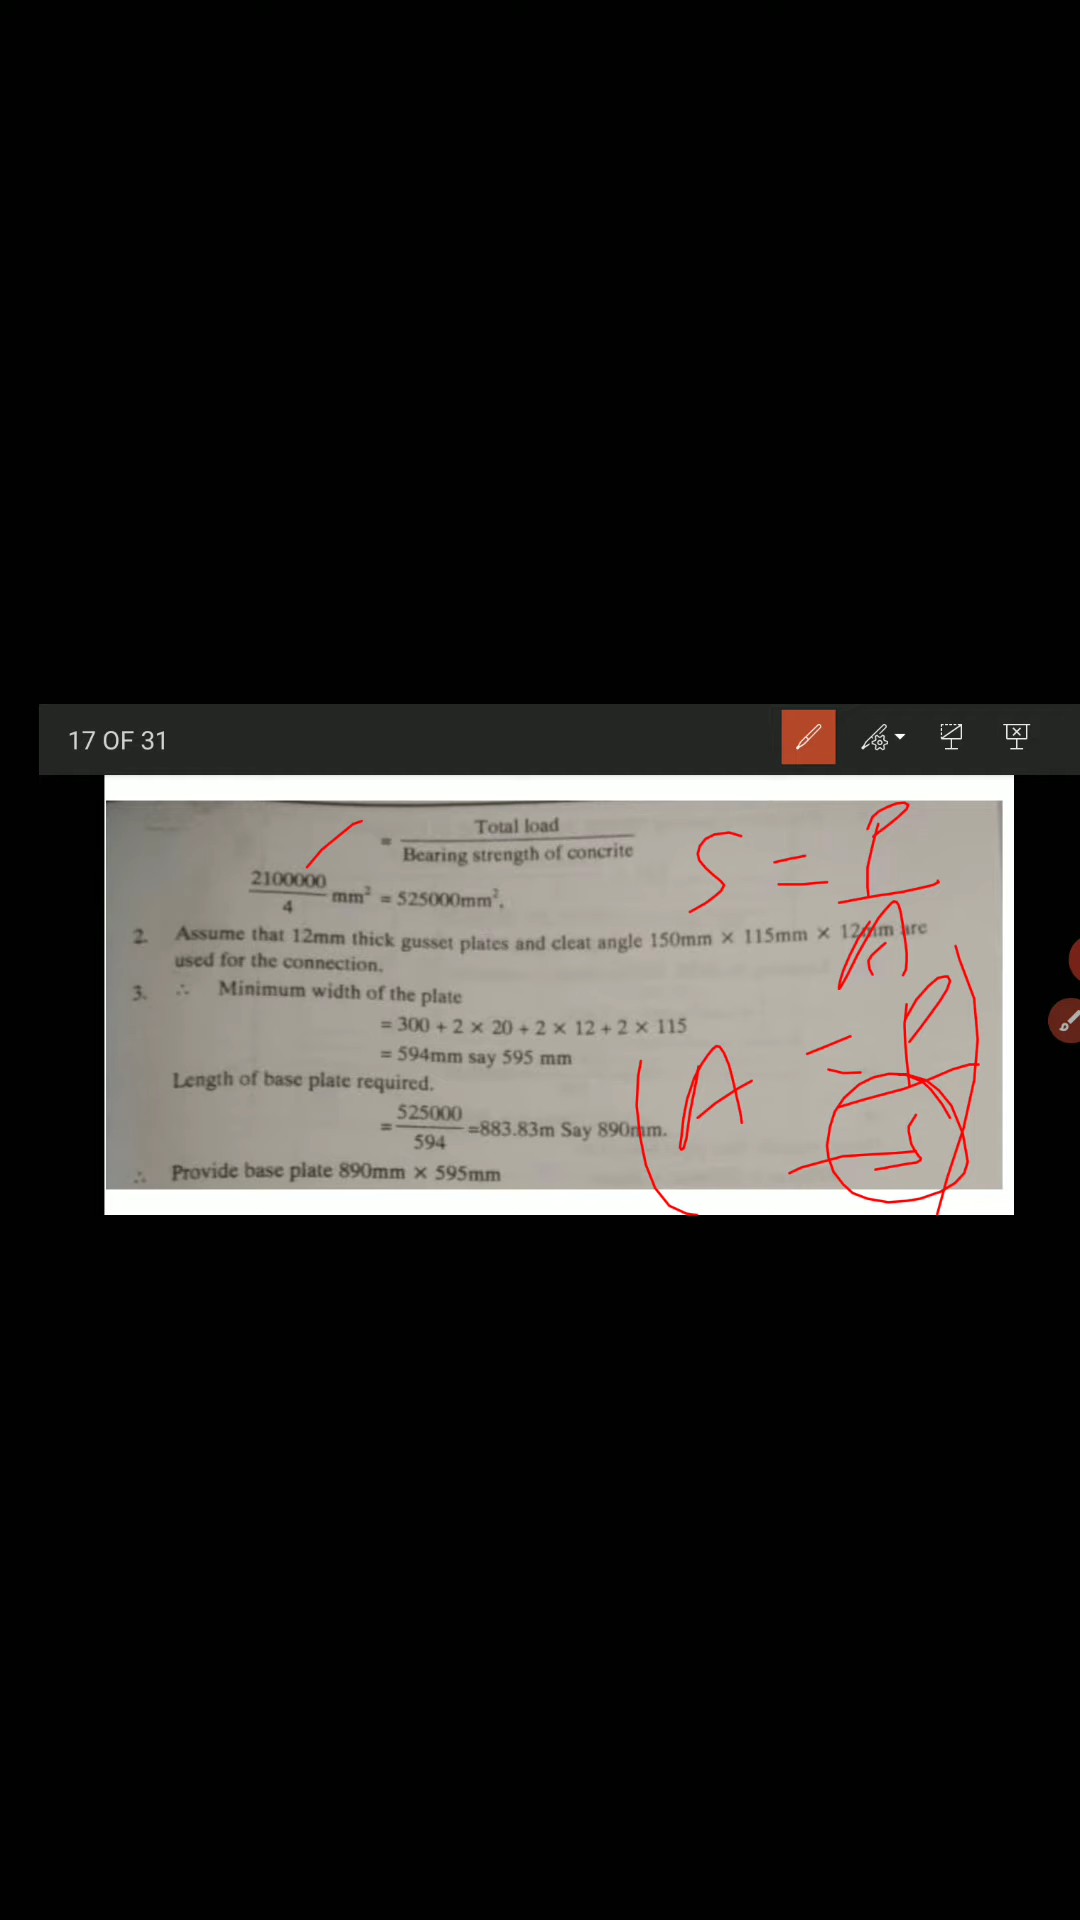 17 OF 31
= Total load / Bearing strength of concrite
2100000 / 4 mm² = 525000mm².
2. Assume that 12mm thick gusset plates and cleat angle 150mm × 115mm × 12mm are
used for the connection.
3. ∴ Minimum width of the plate
= 300 + 2 × 20 + 2 × 12 + 2 × 115
= 594mm say 595 mm
Length of base plate required.
= 525000 / 594 =883.83m Say 890mm.
∴ Provide base plate 890mm × 595mm
S = P / A
A = P / S